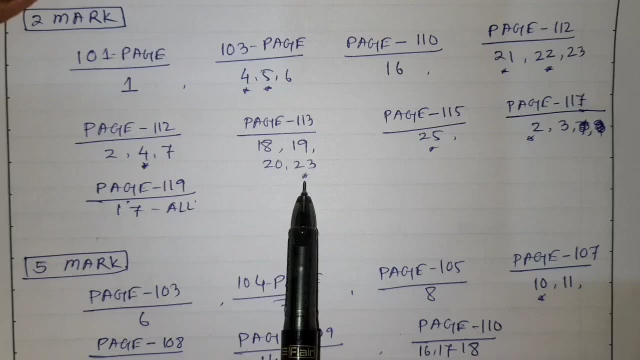 2 MARK
101-PAGE 103-PAGE PAGE-110 PAGE-112
1, 4, 5, 6 16, 21, 22, 23
PAGE-112 PAGE-113 PAGE-115 PAGE-117
2, 4, 7 18, 19, 25, 2, 3,
20, 23
PAGE-119
17-ALL
5 MARK
PAGE-103 104- PAGE-105 PAGE-107
6, 8 10, 11,
PAGE-108 PAGE-110
16, 17 18
Flair